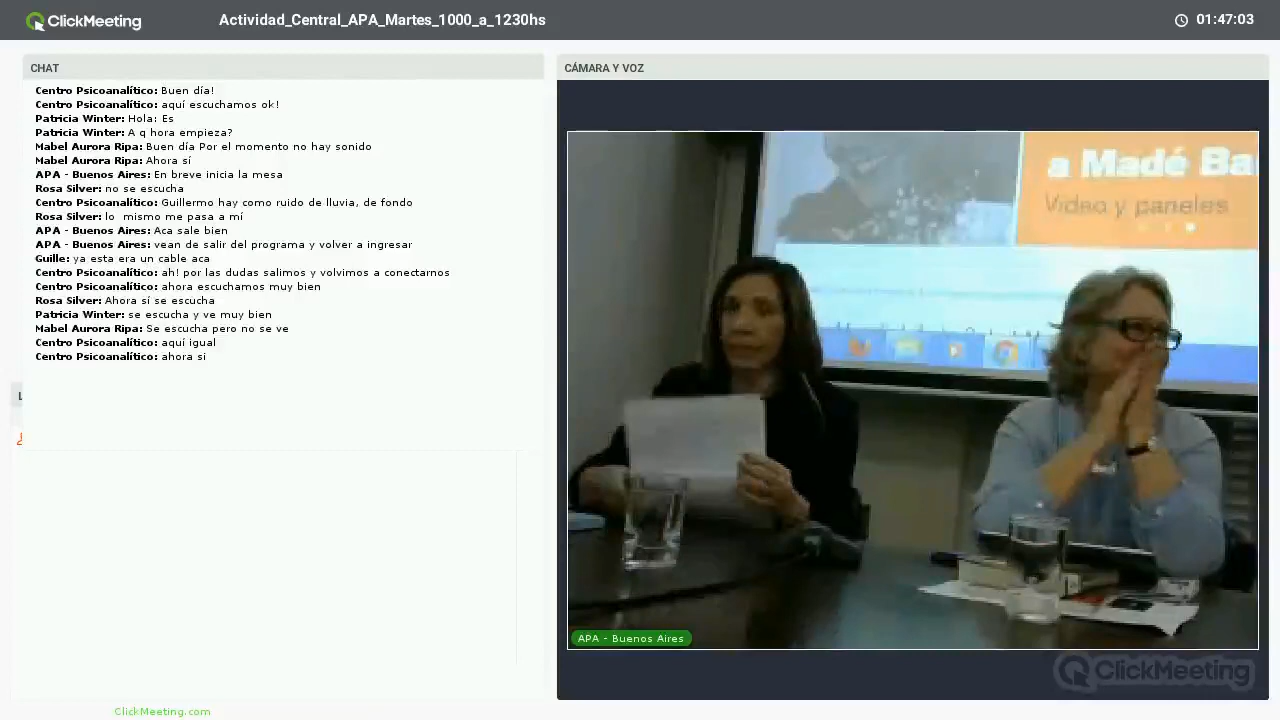 ClickMeeting
Actividad_Central_APA_Martes_1000_a_1230hs
01:47:03
CHAT
Centro Psicoanalítico: Buen día!
Centro Psicoanalítico: aquí escuchamos ok!
Patricia Winter: Hola: Es
Patricia Winter: A q hora empieza?
Mabel Aurora Ripa: Buen día Por el momento no hay sonido
Mabel Aurora Ripa: Ahora sí
APA - Buenos Aires: En breve inicia la mesa
Rosa Silver: no se escucha
Centro Psicoanalítico: Guillermo hay como ruido de lluvia, de fondo
Rosa Silver: lo  mismo me pasa a mí
APA - Buenos Aires: Aca sale bien
APA - Buenos Aires: vean de salir del programa y volver a ingresar
Guille: ya esta era un cable aca
Centro Psicoanalítico: ah! por las dudas salimos y volvimos a conectarnos
Centro Psicoanalítico: ahora escuchamos muy bien
Rosa Silver: Ahora sí se escucha
Patricia Winter: se escucha y ve muy bien
Mabel Aurora Ripa: Se escucha pero no se ve
Centro Psicoanalítico: aquí igual
Centro Psicoanalítico: ahora si
CÁMARA Y VOZ
a Madé Ba
Video y paneles
APA - Buenos Aires
ClickMeeting
ClickMeeting.com